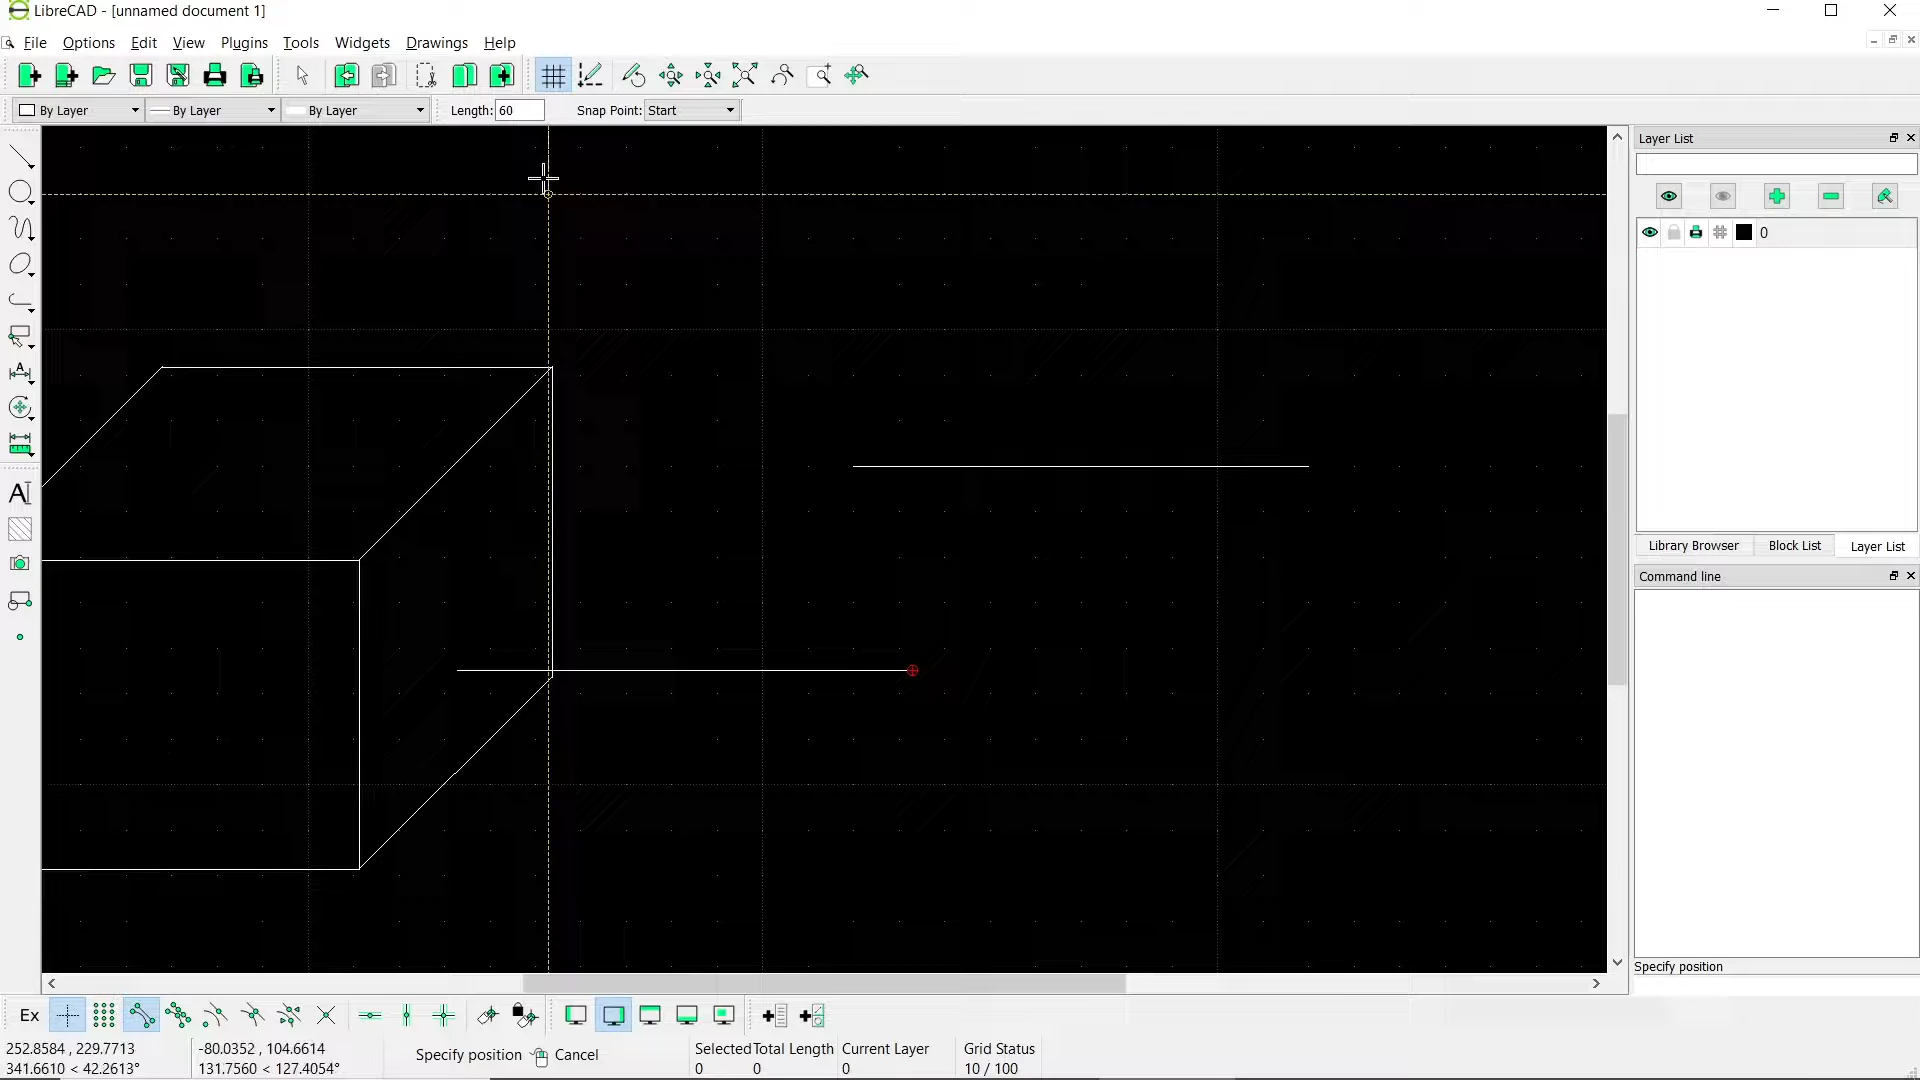 LibreCAD - [unnamed document 1]
File Options Edit View Plugins Tools Widgets Drawings Help
By Layer By Layer By Layer Length: 60 Snap Point: Start
Layer List
0
Library Browser Block List Layer List
Command line
Specify position
Ex
252.8584 , 229.7713 -80.0352 , 104.6614 Specify position Cancel Selected Total Length Current Layer Grid Status
341.6610 < 42.2613° 131.7560 < 127.4054° 0 0 0 10 / 100